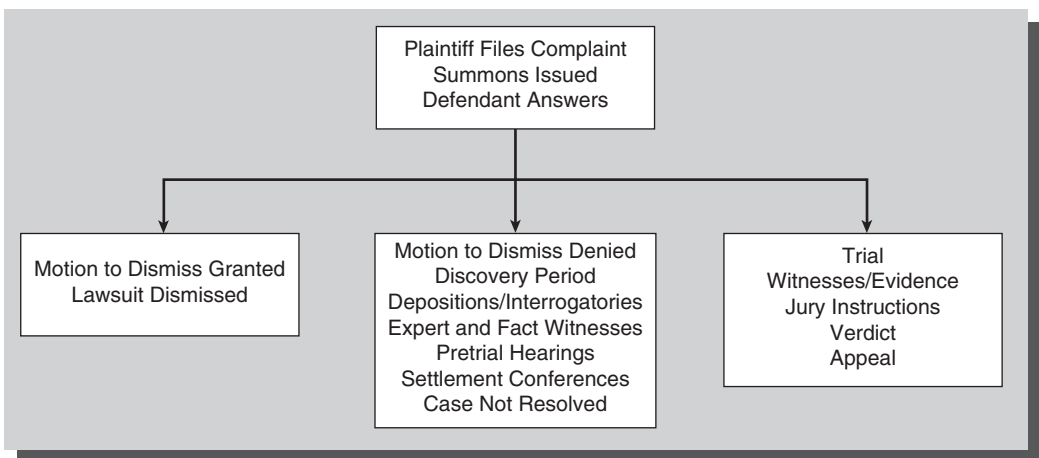 Plaintiff Files Complaint
Summons Issued
Defendant Answers
Motion to Dismiss Granted
Lawsuit Dismissed
Motion to Dismiss Denied
Discovery Period
Depositions/Interrogatories
Expert and Fact Witnesses
Pretrial Hearings
Settlement Conferences
Case Not Resolved
Trial
Witnesses/Evidence
Jury Instructions
Verdict
Appeal